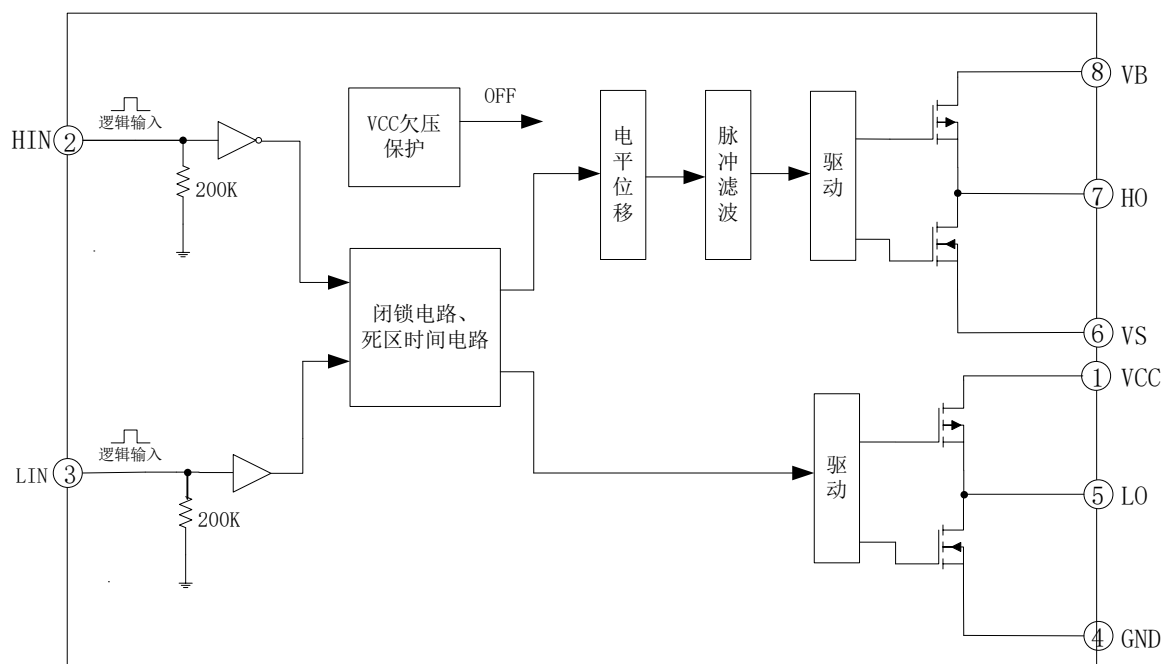 HIN
2
逻辑输入
200K
VCC欠压
保护
OFF
电平位移
脉冲滤波
驱动
8
VB
7
HO
6
VS
闭锁电路、
死区时间电路
LIN
3
逻辑输入
200K
驱动
1
VCC
5
LO
4
GND